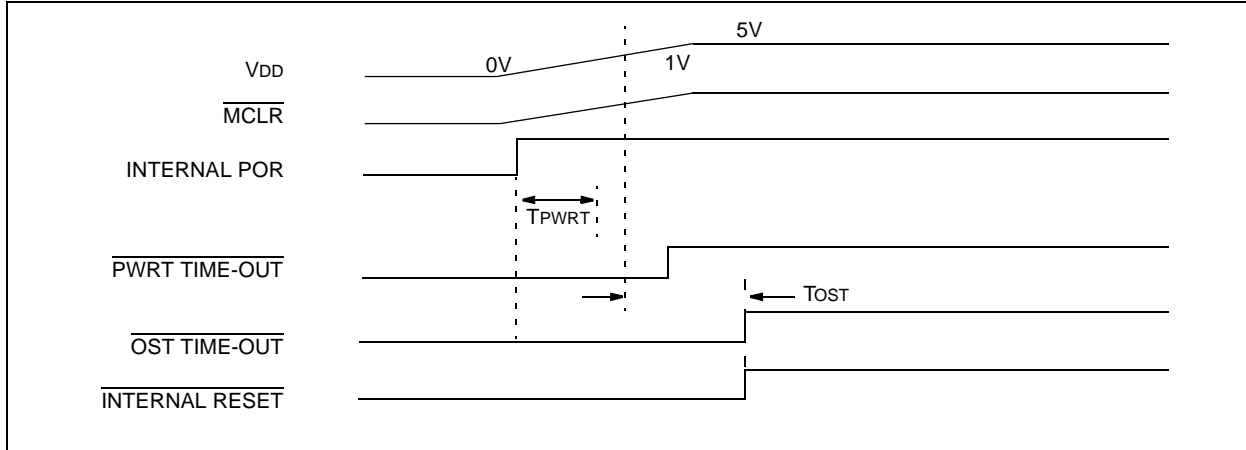 5V
VDD
0V
1V
MCLR
INTERNAL POR
TPWRT
PWRT TIME-OUT
TOST
OST TIME-OUT
INTERNAL RESET